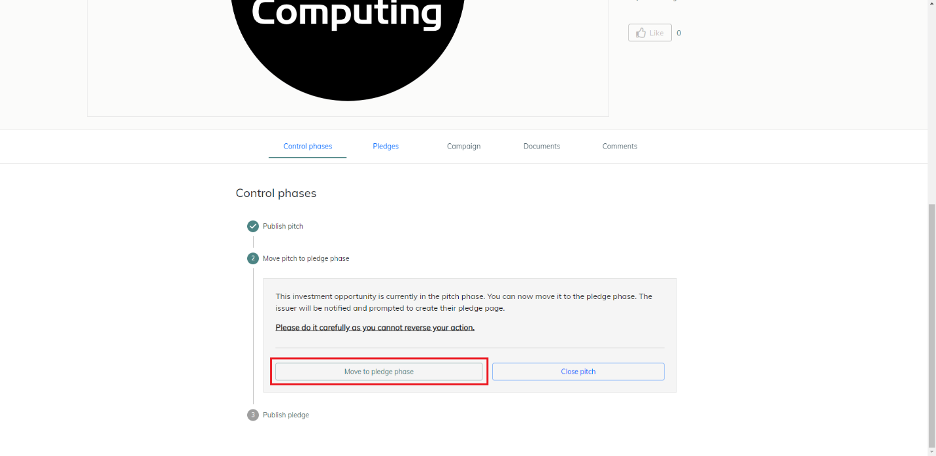 Computing
Like 0
Control phases Pledges Campaign Documents Comments
Control phases
Publish pitch
2 Move pitch to pledge phase
This investment opportunity is currently in the pitch phase. You can now move it to the pledge phase. The
issuer will be notified and prompted to create their pledge page.
Please do it carefully as you cannot reverse your action.
Move to pledge phase Close pitch
3 Publish pledge